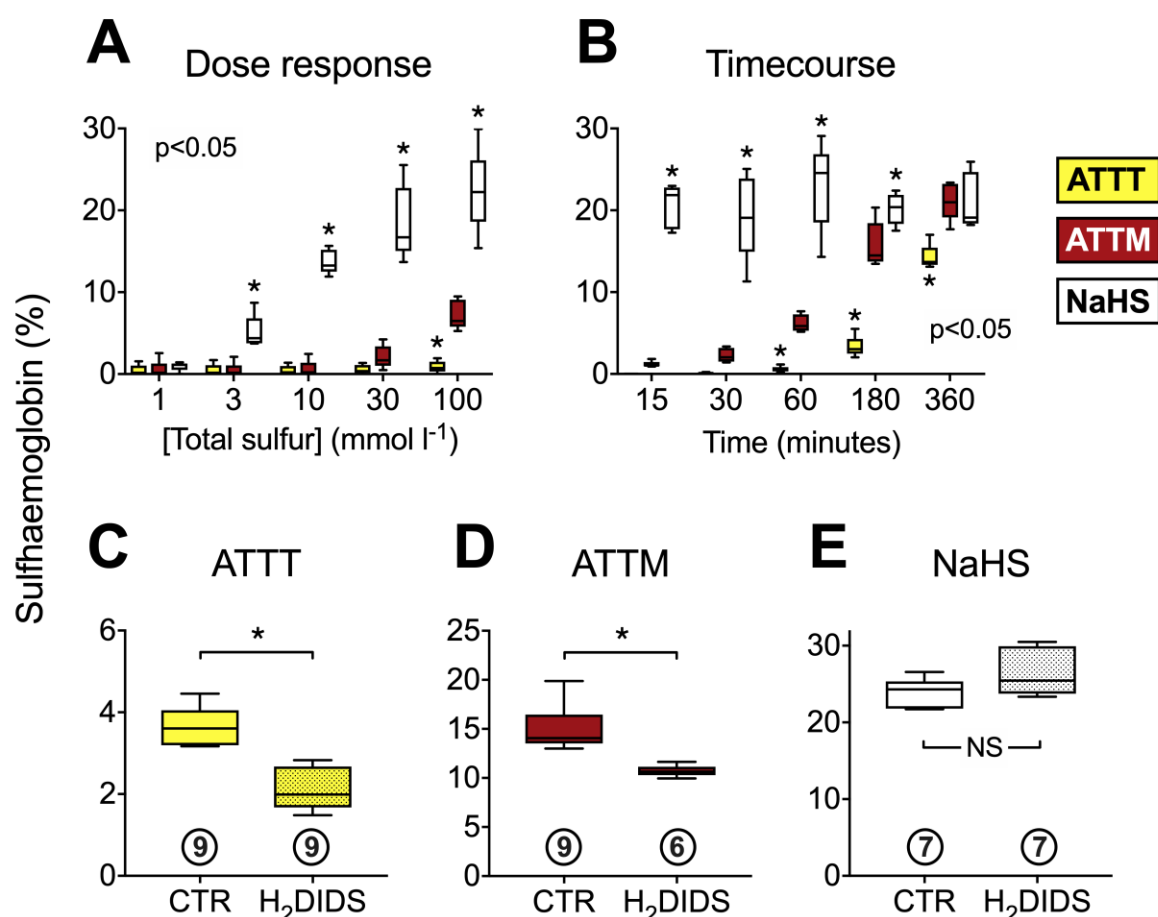 A
Dose response
B
Timecourse
Sulfhaemoglobin (%)
30
20
10
0
p<0.05
*
*
*
*
*
1 3 10 30 100
[Total sulfur] (mmol l⁻¹)
30
20
10
0
*
*
*
*
*
*
*
p<0.05
15 30 60 180 360
Time (minutes)
ATTT
ATTM
NaHS
C
ATTT
6
4
2
0
*
9 9
CTR H₂DIDS
D
ATTM
25
20
15
10
5
0
*
9 6
CTR H₂DIDS
E
NaHS
30
20
10
0
NS
7 7
CTR H₂DIDS